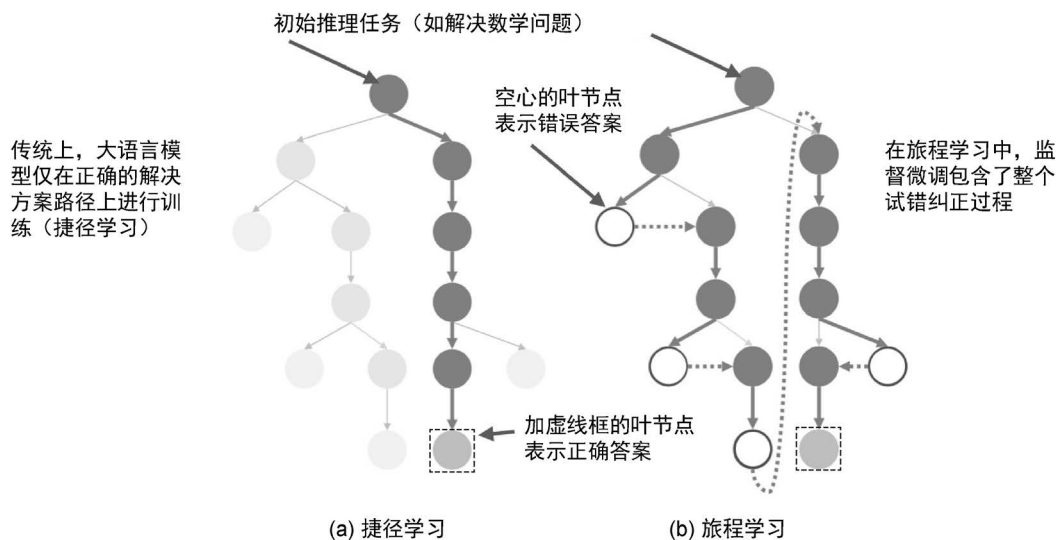 初始推理任务（如解决数学问题）
空心的叶节点
表示错误答案
传统上，大语言模
型仅在正确的解决
方案路径上进行训
练（捷径学习）
在旅程学习中，监
督微调包含了整个
试错纠正过程
加虚线框的叶节点
表示正确答案
(a) 捷径学习
(b) 旅程学习